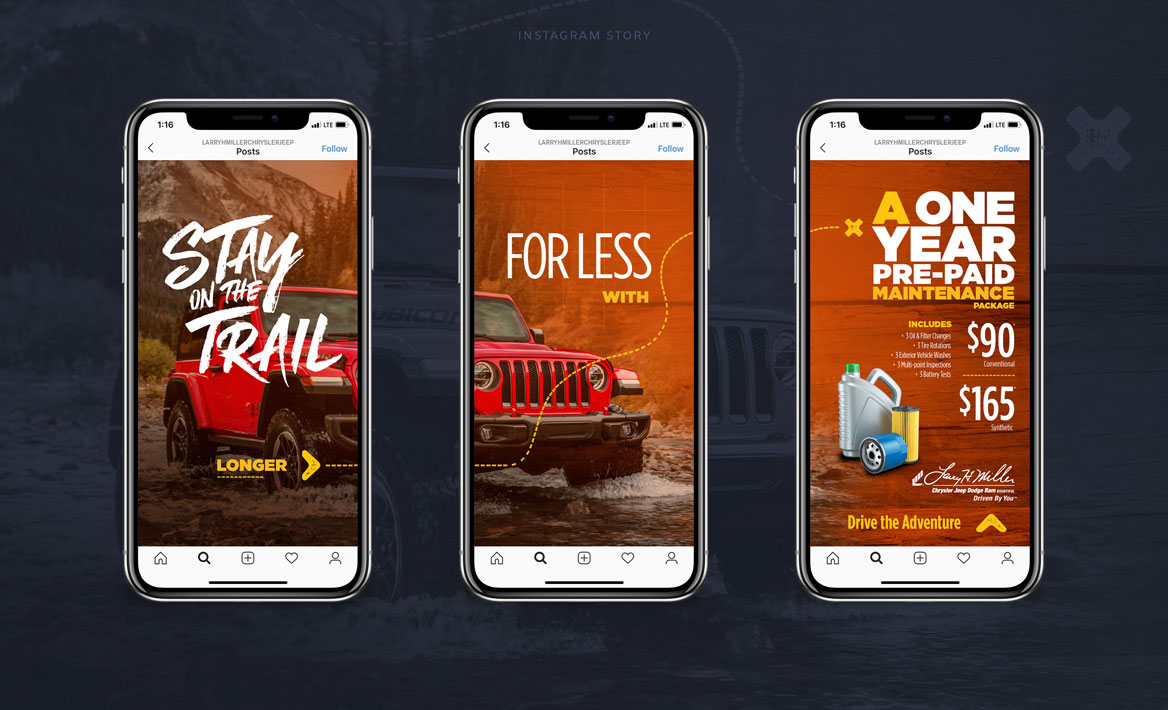 INSTAGRAM STORY
1:16
LTE
LARRYHMILLERCHRYSLERJEEP
Posts
Follow
STAY
ON THE
TRAIL
LONGER
1:16
LTE
LARRYHMILLERCHRYSLERJEEP
Posts
Follow
FOR LESS
WITH
1:16
LTE
LARRYHMILLERCHRYSLERJEEP
Posts
Follow
A ONE
YEAR
PRE-PAID
MAINTENANCE
PACKAGE
INCLUDES
• 3 Oil & Filter Changes
• 3 Tire Rotations
• 3 Exterior Vehicle Washes
• 3 Multi-point Inspections
• 3 Battery Tests
$90
Conventional
$165
Synthetic
Larry H. Miller
Chrysler Jeep Dodge Ram BOUNTIFUL
Driven By You
Drive the Adventure